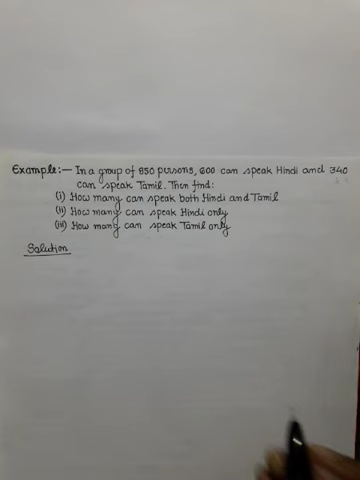 Example:— In a group of 850 persons, 600 can speak Hindi and 340
can speak Tamil. Then find:
(i) How many can speak both Hindi and Tamil
(ii) How many can speak Hindi only
(iii) How many can speak Tamil only
Solution